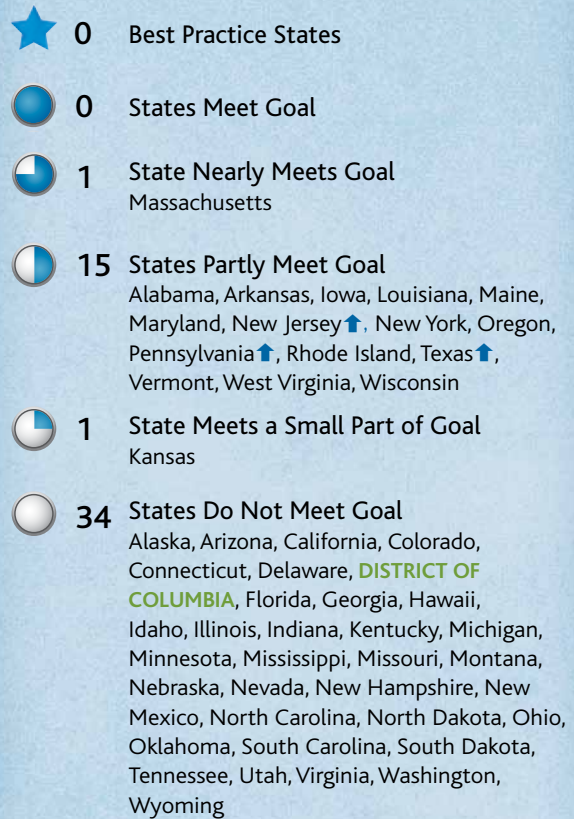 0 Best Practice States
0 States Meet Goal
1 State Nearly Meets Goal
Massachusetts
15 States Partly Meet Goal
Alabama, Arkansas, Iowa, Louisiana, Maine,
Maryland, New Jersey⬆, New York, Oregon,
Pennsylvania⬆, Rhode Island, Texas⬆,
Vermont, West Virginia, Wisconsin
1 State Meets a Small Part of Goal
Kansas
34 States Do Not Meet Goal
Alaska, Arizona, California, Colorado,
Connecticut, Delaware, DISTRICT OF
COLUMBIA, Florida, Georgia, Hawaii,
Idaho, Illinois, Indiana, Kentucky, Michigan,
Minnesota, Mississippi, Missouri, Montana,
Nebraska, Nevada, New Hampshire, New
Mexico, North Carolina, North Dakota, Ohio,
Oklahoma, South Carolina, South Dakota,
Tennessee, Utah, Virginia, Washington,
Wyoming